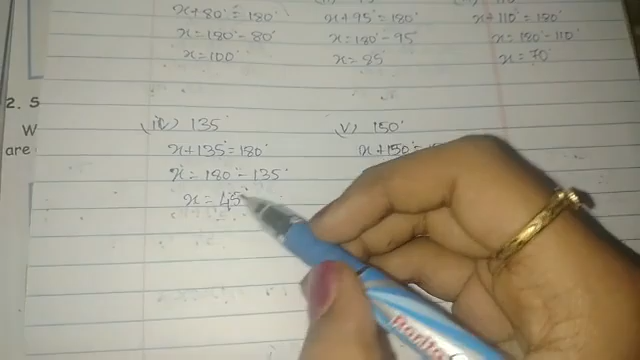 x+80°=180° x+95°=180° x+110°=180°
x=180°-80° x=180°-95 x=180°-110°
x=100° x=85° x=70°
2. S
W
are
(iv) 135° (v) 150°
x+135°=180° x+150°=
x=180°-135°
x=45°